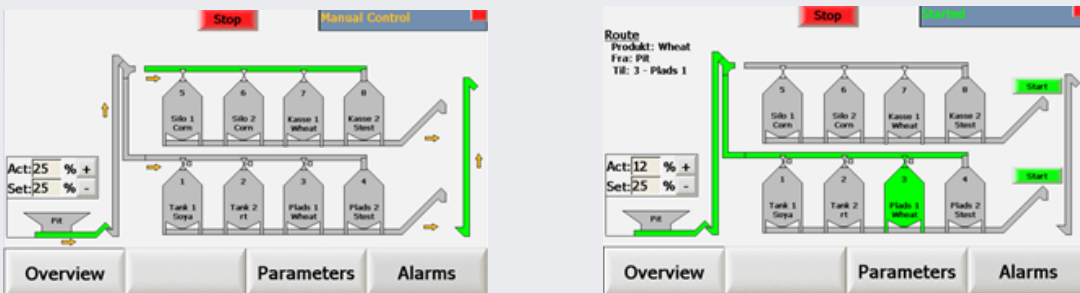 Stop
Manual Control
5
6
7
8
Silo 1
Corn
Silo 2
Corn
Kasse 1
Wheat
Kasse 2
Stest
Act: 25 % +
Set: 25 % -
1
2
3
4
Tank 1
Soya
Tank 2
rt
Plads 1
Wheat
Plads 2
Stest
Pit
Overview
Parameters
Alarms
Stop
Started
Route
Produkt: Wheat
Fra: Pit
Til: 3 - Plads 1
5
6
7
8
Silo 1
Corn
Silo 2
Corn
Kasse 1
Wheat
Kasse 2
Stest
Start
Act: 12 % +
Set: 25 % -
1
2
3
4
Tank 1
Soya
Tank 2
rt
Plads 1
Wheat
Plads 2
Stest
Start
Pit
Overview
Parameters
Alarms